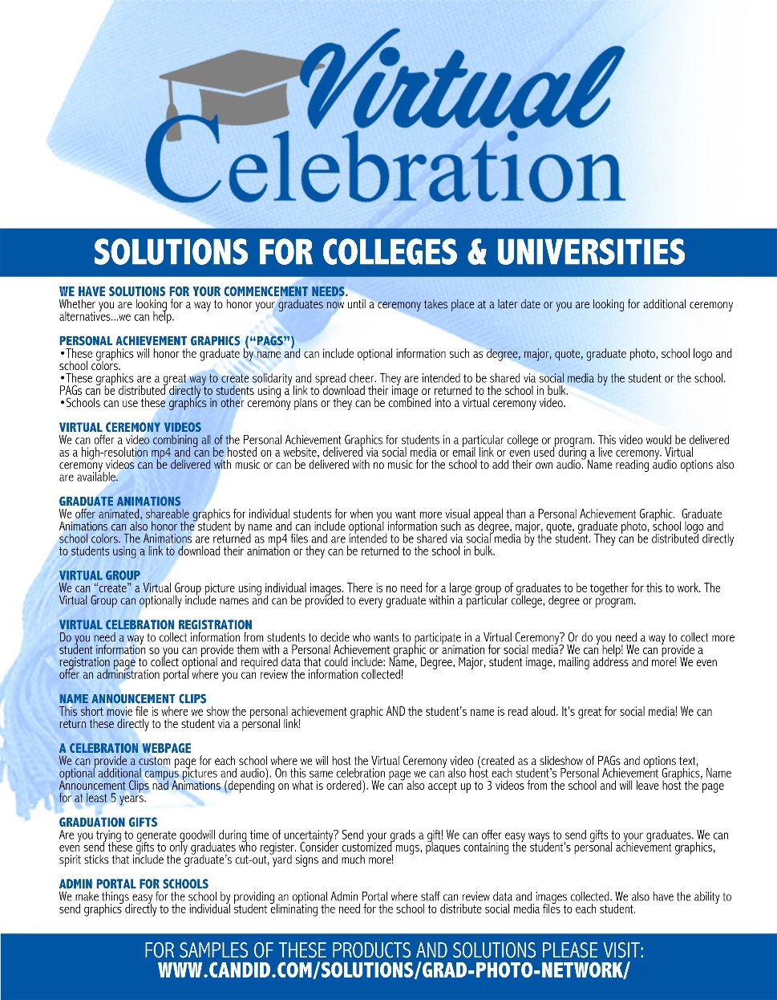 Virtual
Celebration
SOLUTIONS FOR COLLEGES & UNIVERSITIES
WE HAVE SOLUTIONS FOR YOUR COMMENCEMENT NEEDS.
Whether you are looking for a way to honor your graduates now until a ceremony takes place at a later date or you are looking for additional ceremony
alternatives...we can help.
PERSONAL ACHIEVEMENT GRAPHICS (“PAGS”)
•These graphics will honor the graduate by name and can include optional information such as degree, major, quote, graduate photo, school logo and
school colors.
•These graphics are a great way to create solidarity and spread cheer. They are intended to be shared via social media by the student or the school.
PAGs can be distributed directly to students using a link to download their image or returned to the school in bulk.
•Schools can use these graphics in other ceremony plans or they can be combined into a virtual ceremony video.
VIRTUAL CEREMONY VIDEOS
We can offer a video combining all of the Personal Achievement Graphics for students in a particular college or program. This video would be delivered
as a high-resolution mp4 and can be hosted on a website, delivered via social media or email link or even used during a live ceremony. Virtual
ceremony videos can be delivered with music or can be delivered with no music for the school to add their own audio. Name reading audio options also
are available.
GRADUATE ANIMATIONS
We offer animated, shareable graphics for individual students for when you want more visual appeal than a Personal Achievement Graphic. Graduate
Animations can also honor the student by name and can include optional information such as degree, major, quote, graduate photo, school logo and
school colors. The Animations are returned as mp4 files and are intended to be shared via social media by the student. They can be distributed directly
to students using a link to download their animation or they can be returned to the school in bulk.
VIRTUAL GROUP
We can “create” a Virtual Group picture using individual images. There is no need for a large group of graduates to be together for this to work. The
Virtual Group can optionally include names and can be provided to every graduate within a particular college, degree or program.
VIRTUAL CELEBRATION REGISTRATION
Do you need a way to collect information from students to decide who wants to participate in a Virtual Ceremony? Or do you need a way to collect more
student information so you can provide them with a Personal Achievement graphic or animation for social media? We can help! We can provide a
registration page to collect optional and required data that could include: Name, Degree, Major, student image, mailing address and more! We even
offer an administration portal where you can review the information collected!
NAME ANNOUNCEMENT CLIPS
This short movie file is where we show the personal achievement graphic AND the student’s name is read aloud. It’s great for social media! We can
return these directly to the student via a personal link!
A CELEBRATION WEBPAGE
We can provide a custom page for each school where we will host the Virtual Ceremony video (created as a slideshow of PAGs and options text,
optional additional campus pictures and audio). On this same celebration page we can also host each student’s Personal Achievement Graphics, Name
Announcement Clips nad Animations (depending on what is ordered). We can also accept up to 3 videos from the school and will leave host the page
for at least 5 years.
GRADUATION GIFTS
Are you trying to generate goodwill during time of uncertainty? Send your grads a gift! We can offer easy ways to send gifts to your graduates. We can
even send these gifts to only graduates who register. Consider customized mugs, plaques containing the student’s personal achievement graphics,
spirit sticks that include the graduate’s cut-out, yard signs and much more!
ADMIN PORTAL FOR SCHOOLS
We make things easy for the school by providing an optional Admin Portal where staff can review data and images collected. We also have the ability to
send graphics directly to the individual student eliminating the need for the school to distribute social media files to each student.
FOR SAMPLES OF THESE PRODUCTS AND SOLUTIONS PLEASE VISIT:
WWW.CANDID.COM/SOLUTIONS/GRAD-PHOTO-NETWORK/